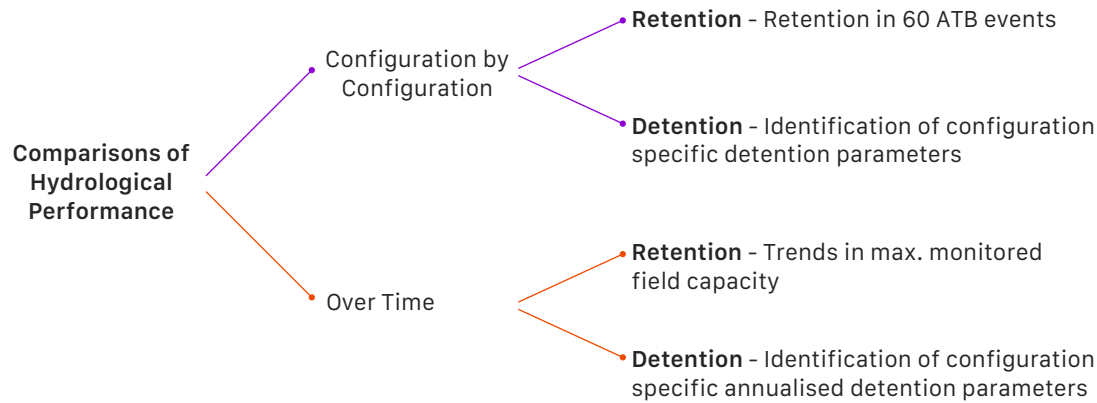 Comparisons of
Hydrological
Performance
Configuration by
Configuration
Retention - Retention in 60 ATB events
Detention - Identification of configuration
specific detention parameters
Over Time
Retention - Trends in max. monitored
field capacity
Detention - Identification of configuration
specific annualised detention parameters